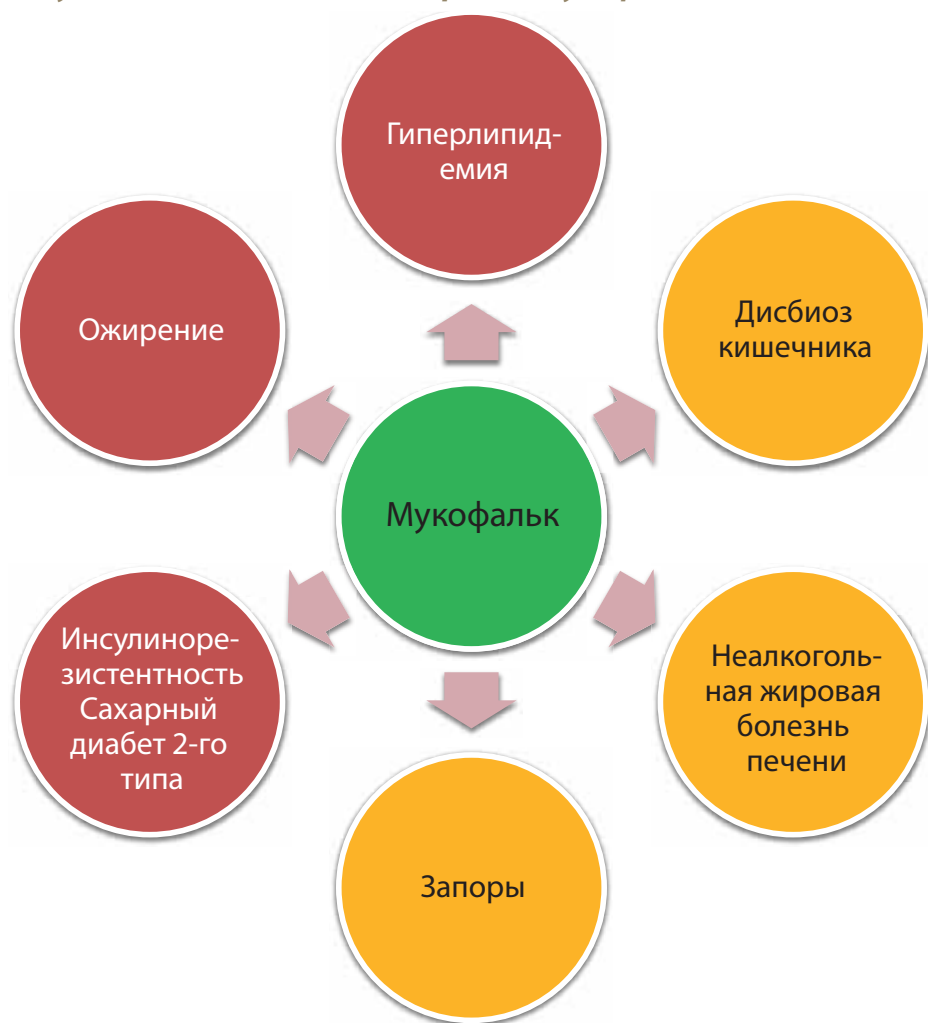 Гиперлипид-
емия
Ожирение
Дисбиоз
кишечника
Мукофальк
Инсулиноре-
зистентность
Сахарный
диабет 2-го
типа
Неалкоголь-
ная жировая
болезнь
печени
Запоры